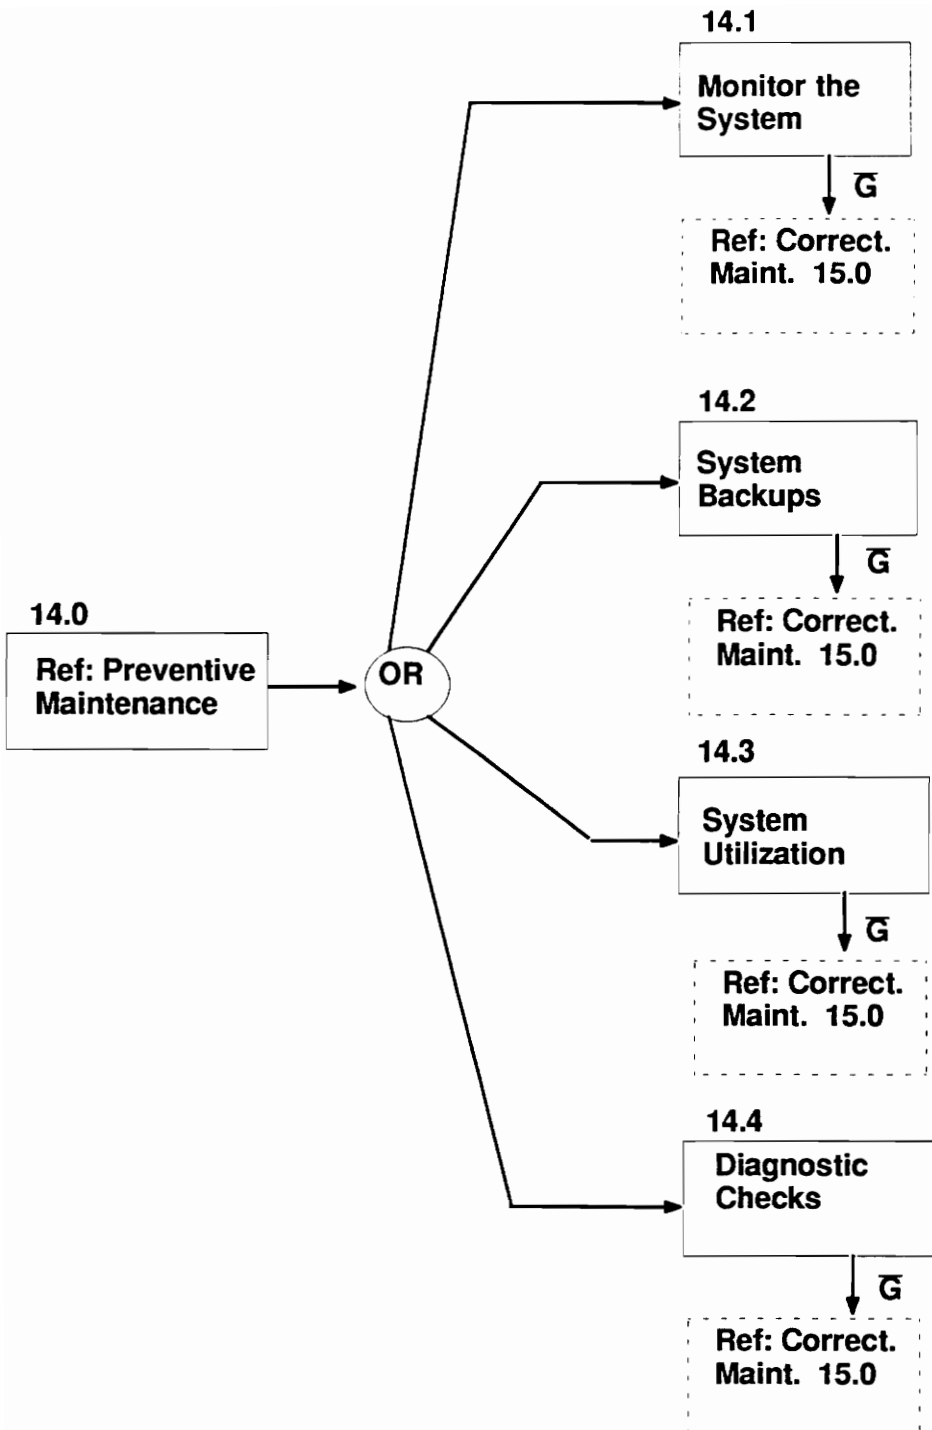 14.1
Monitor the
System
G̅
Ref: Correct.
Maint. 15.0
14.2
System
Backups
G̅
Ref: Correct.
Maint. 15.0
14.0
Ref: Preventive
Maintenance
OR
14.3
System
Utilization
G̅
Ref: Correct.
Maint. 15.0
14.4
Diagnostic
Checks
G̅
Ref: Correct.
Maint. 15.0